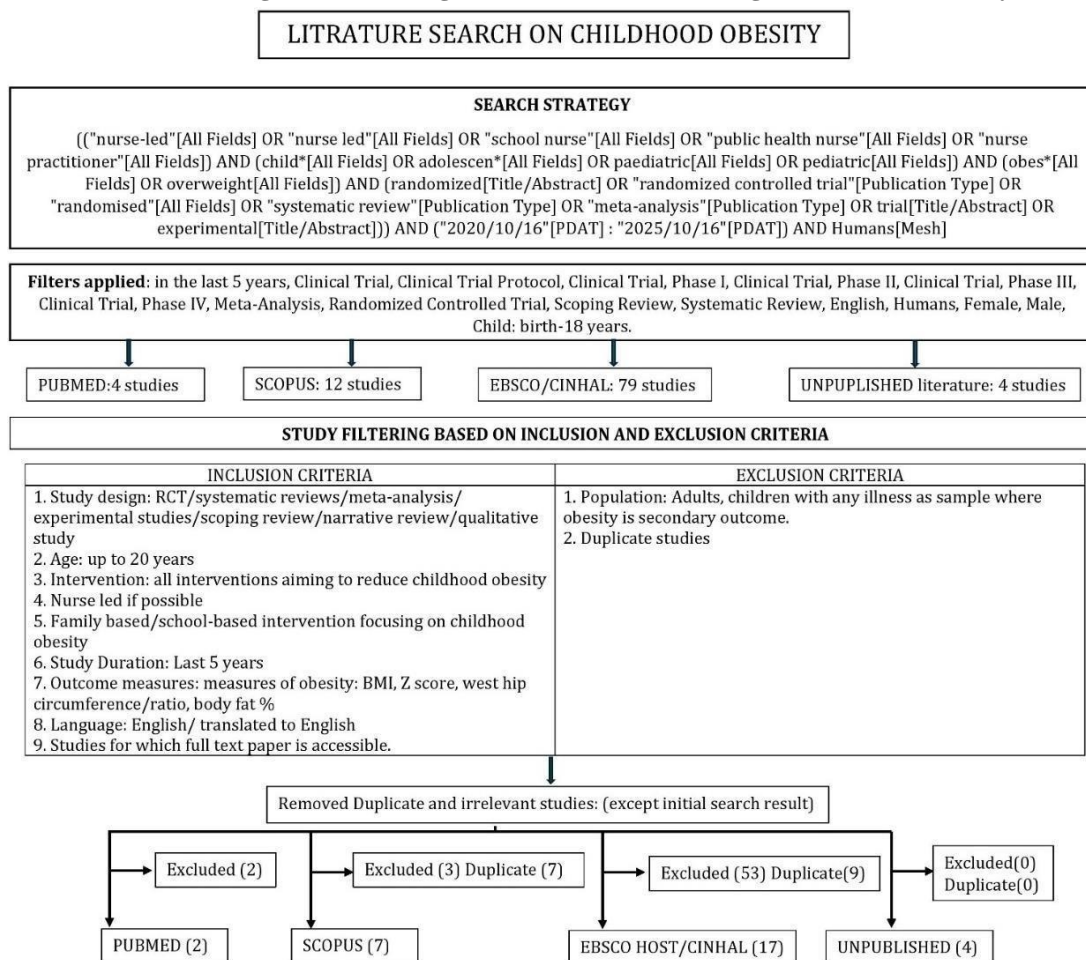 LITRATURE SEARCH ON CHILDHOOD OBESITY
SEARCH STRATEGY
(("nurse-led"[All Fields] OR "nurse led"[All Fields] OR "school nurse"[All Fields] OR "public health nurse"[All Fields] OR "nurse
practitioner"[All Fields]) AND (child*[All Fields] OR adolescen*[All Fields] OR paediatric[All Fields] OR pediatric[All Fields]) AND (obes*[All
Fields] OR overweight[All Fields]) AND (randomized[Title/Abstract] OR "randomized controlled trial"[Publication Type] OR
"randomised"[All Fields] OR "systematic review"[Publication Type] OR "meta-analysis"[Publication Type] OR trial[Title/Abstract] OR
experimental[Title/Abstract])) AND ("2020/10/16"[PDAT] : "2025/10/16"[PDAT]) AND Humans[Mesh]
Filters applied: in the last 5 years, Clinical Trial, Clinical Trial Protocol, Clinical Trial, Phase I, Clinical Trial, Phase II, Clinical Trial, Phase III,
Clinical Trial, Phase IV, Meta-Analysis, Randomized Controlled Trial, Scoping Review, Systematic Review, English, Humans, Female, Male,
Child: birth-18 years.
PUBMED:4 studies
SCOPUS: 12 studies
EBSCO/CINHAL: 79 studies
UNPUPLISHED literature: 4 studies
STUDY FILTERING BASED ON INCLUSION AND EXCLUSION CRITERIA
INCLUSION CRITERIA
1. Study design: RCT/systematic reviews/meta-analysis/
experimental studies/scoping review/narrative review/qualitative
study
2. Age: up to 20 years
3. Intervention: all interventions aiming to reduce childhood obesity
4. Nurse led if possible
5. Family based/school-based intervention focusing on childhood
obesity
6. Study Duration: Last 5 years
7. Outcome measures: measures of obesity: BMI, Z score, west hip
circumference/ratio, body fat %
8. Language: English/ translated to English
9. Studies for which full text paper is accessible.
EXCLUSION CRITERIA
1. Population: Adults, children with any illness as sample where
obesity is secondary outcome.
2. Duplicate studies
Removed Duplicate and irrelevant studies: (except initial search result)
Excluded (2)
Excluded (3) Duplicate (7)
Excluded (53) Duplicate(9)
Excluded(0)
Duplicate(0)
PUBMED (2)
SCOPUS (7)
EBSCO HOST/CINHAL (17)
UNPUBLISHED (4)